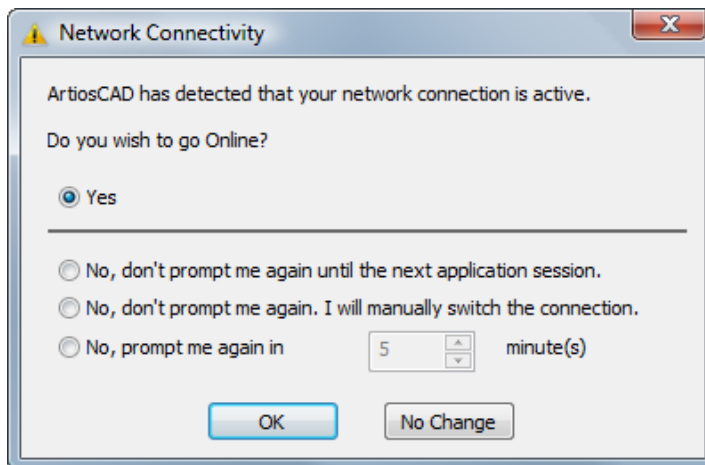 Network Connectivity
ArtiosCAD has detected that your network connection is active.
Do you wish to go Online?
Yes
No, don't prompt me again until the next application session.
No, don't prompt me again. I will manually switch the connection.
No, prompt me again in 5 minute(s)
OK No Change